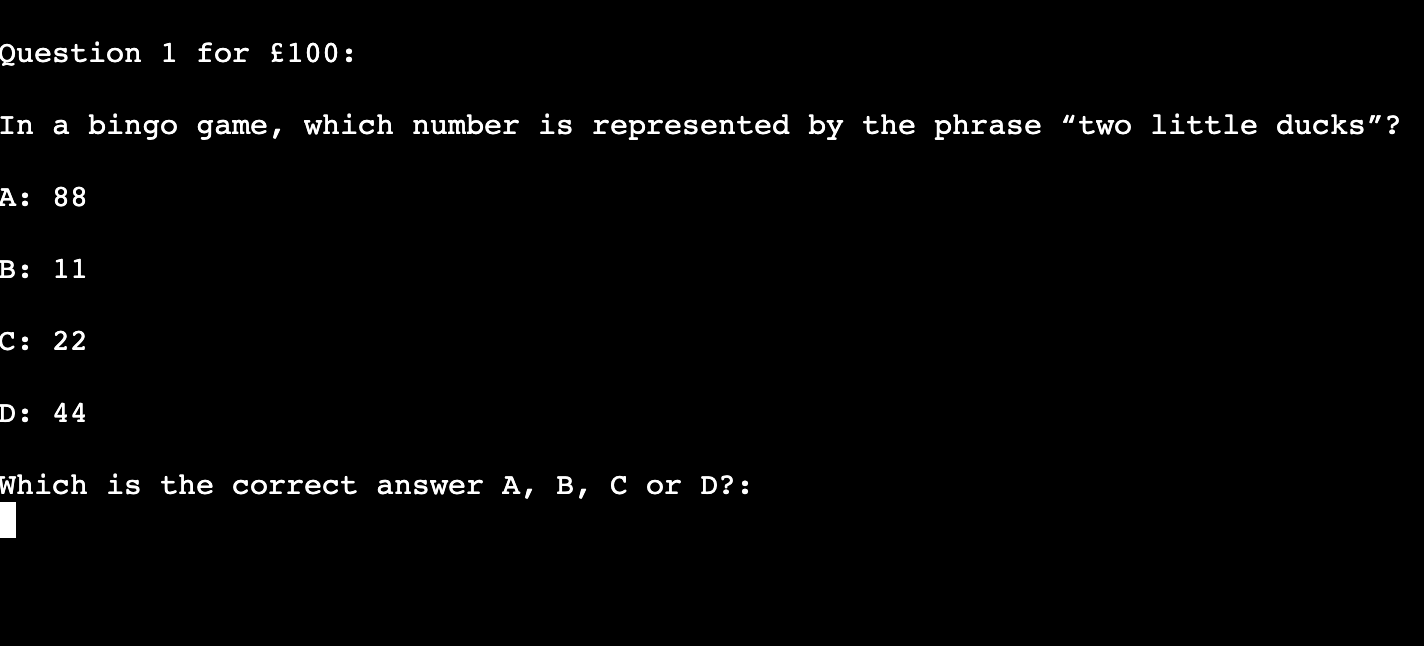 Question 1 for £100:
In a bingo game, which number is represented by the phrase “two little ducks”?
A: 88
B: 11
C: 22
D: 44
Which is the correct answer A, B, C or D?: